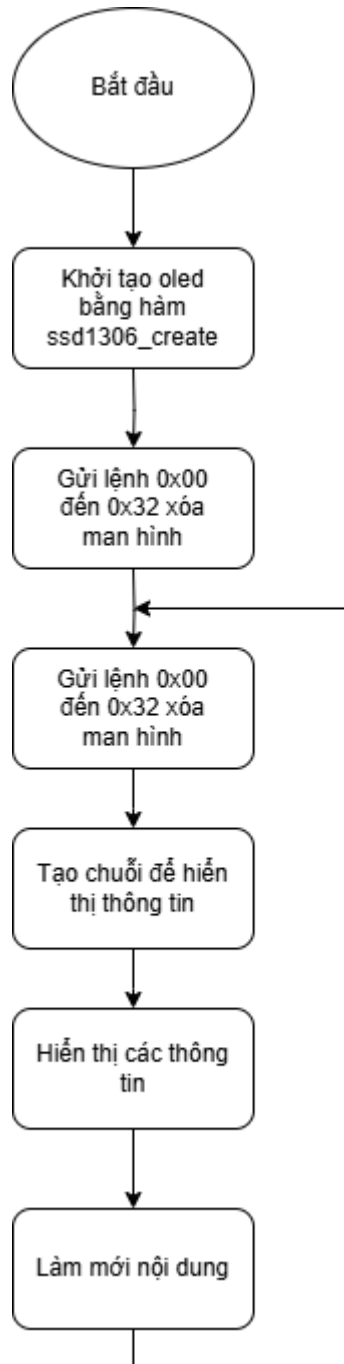 Bắt đầu
Khởi tạo oled
bằng hàm
ssd1306_create
Gửi lệnh 0x00
đến 0x32 xóa
man hình
Gửi lệnh 0x00
đến 0x32 xóa
man hình
Tạo chuỗi để hiển
thị thông tin
Hiển thị các thông
tin
Làm mới nội dung